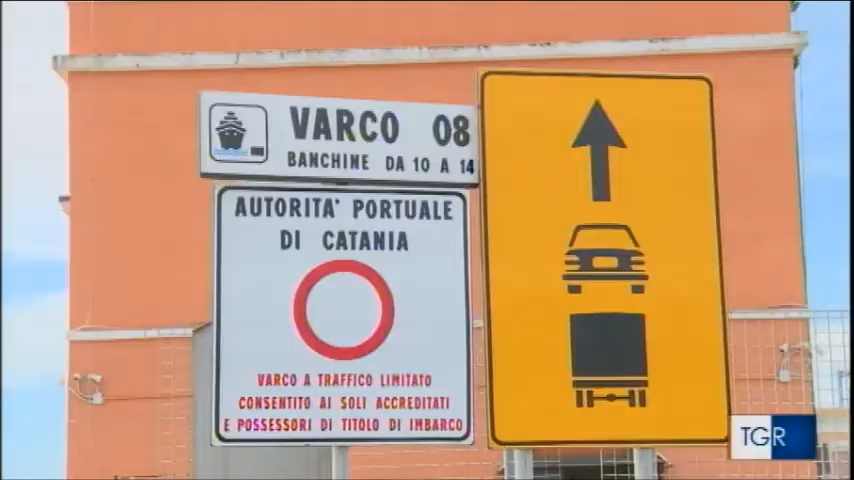 VARCO 08
BANCHINE DA 10 A 14
AUTORITA' PORTUALE
DI CATANIA
VARCO A TRAFFICO LIMITATO
CONSENTITO AI SOLI ACCREDITATI
E POSSESSORI DI TITOLO DI IMBARCO
TGR